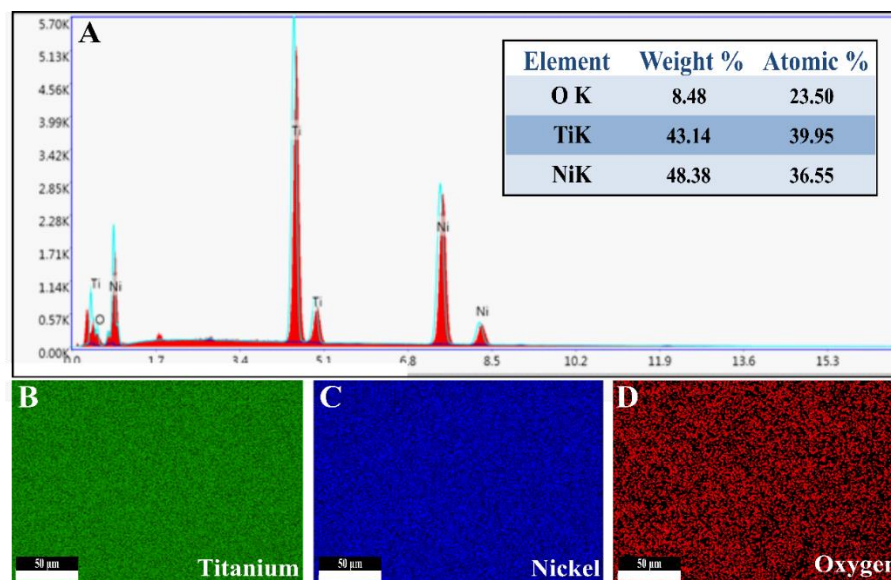 A
5.70K
5.13K
4.56K
3.99K
3.42K
2.85K
2.28K
1.71K
1.14K
0.57K
0.00K
Ti
O
Ni
Ti
Ti
Ni
Ni
0.0 1.7 3.4 5.1 6.8 8.5 10.2 11.9 13.6 15.3
Element Weight % Atomic %
O K 8.48 23.50
TiK 43.14 39.95
NiK 48.38 36.55
B
50 µm
Titanium
C
50 µm
Nickel
D
50 µm
Oxygen